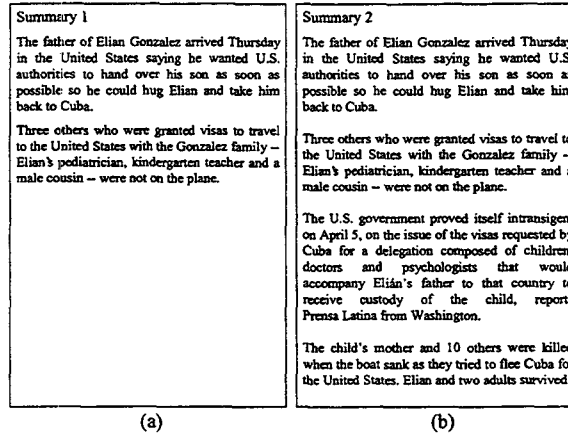 Summary 1
The father of Elian Gonzalez arrived Thursday
in the United States saying he wanted U.S.
authorities to hand over his son as soon as
possible so he could hug Elian and take him
back to Cuba.
Three others who were granted visas to travel
to the United States with the Gonzalez family –
Elian's pediatrician, kindergarten teacher and a
male cousin – were not on the plane.
(a)
Summary 2
The father of Elian Gonzalez arrived Thursday
in the United States saying he wanted U.S.
authorities to hand over his son as soon as
possible so he could hug Elian and take him
back to Cuba.
Three others who were granted visas to travel to
the United States with the Gonzalez family –
Elian's pediatrician, kindergarten teacher and a
male cousin – were not on the plane.
The U.S. government proved itself intransigent
on April 5, on the issue of the visas requested by
Cuba for a delegation composed of children,
doctors and psychologists that would
accompany Elián's father to that country to
receive custody of the child, reports
Prensa Latina from Washington.
The child's mother and 10 others were killed
when the boat sank as they tried to flee Cuba for
the United States. Elian and two adults survived.
(b)